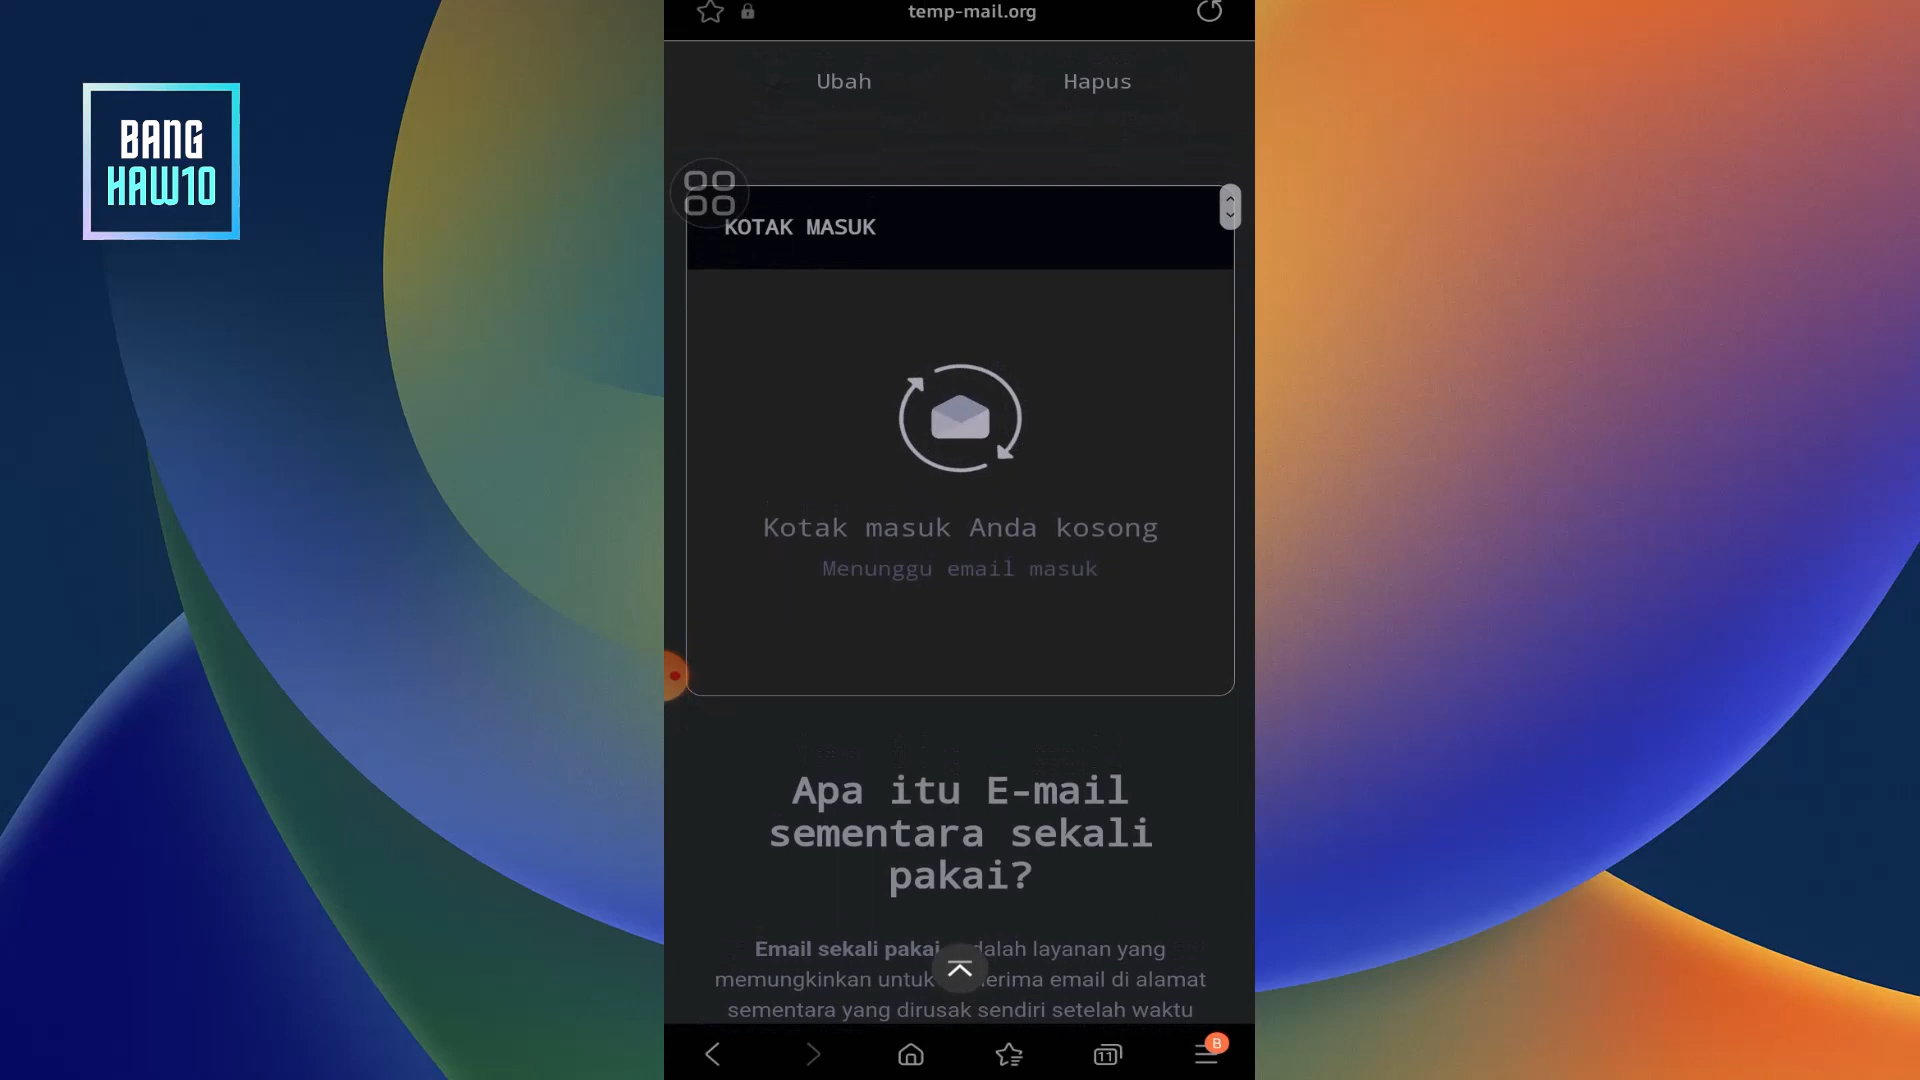 BANG
HAW10
temp-mail.org
Ubah
Hapus
KOTAK MASUK
Kotak masuk Anda kosong
Menunggu email masuk
Apa itu E-mail
sementara sekali
pakai?
Email sekali pakai dalah layanan yang
memungkinkan untuk erima email di alamat
sementara yang dirusak sendiri setelah waktu
11
B